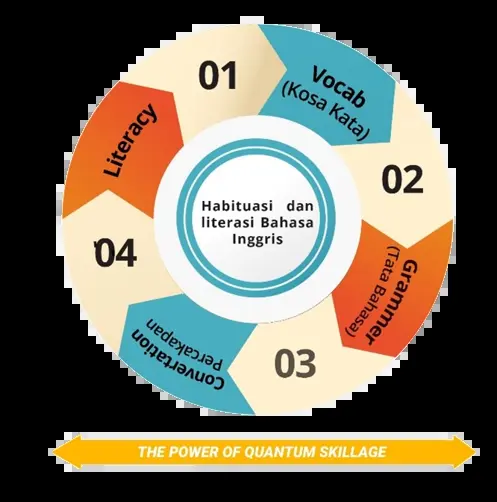 01
Vocab
(Kosa Kata)
02
Grammer
(Tata Bahasa)
03
Convertation
Percakapan
04
Literacy
Habituasi dan
literasi Bahasa
Inggris
THE POWER OF QUANTUM SKILLAGE